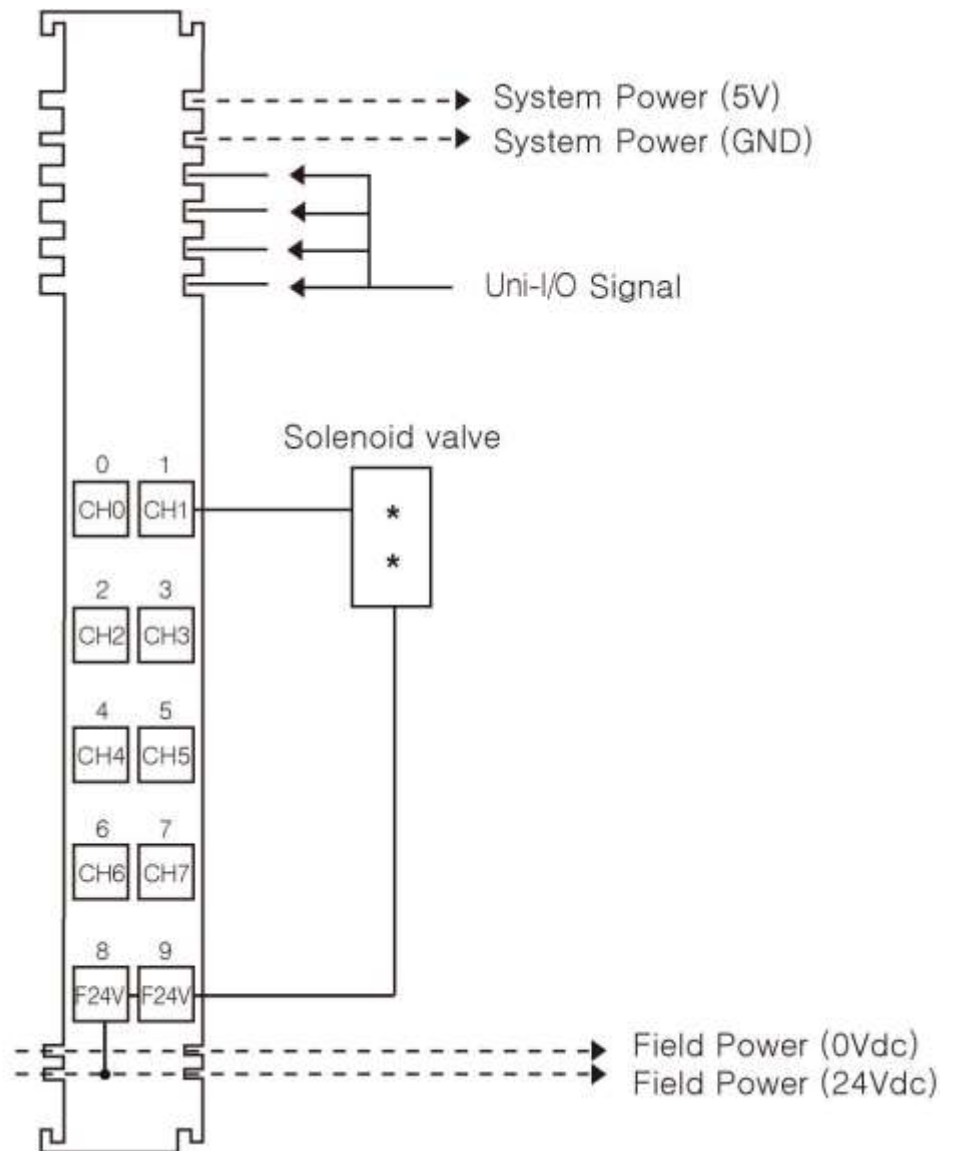 System Power (5V)
System Power (GND)
Uni-I/O Signal
Solenoid valve
0 1
CH0 CH1
*
*
2 3
CH2 CH3
4 5
CH4 CH5
6 7
CH6 CH7
8 9
F24V F24V
Field Power (0Vdc)
Field Power (24Vdc)